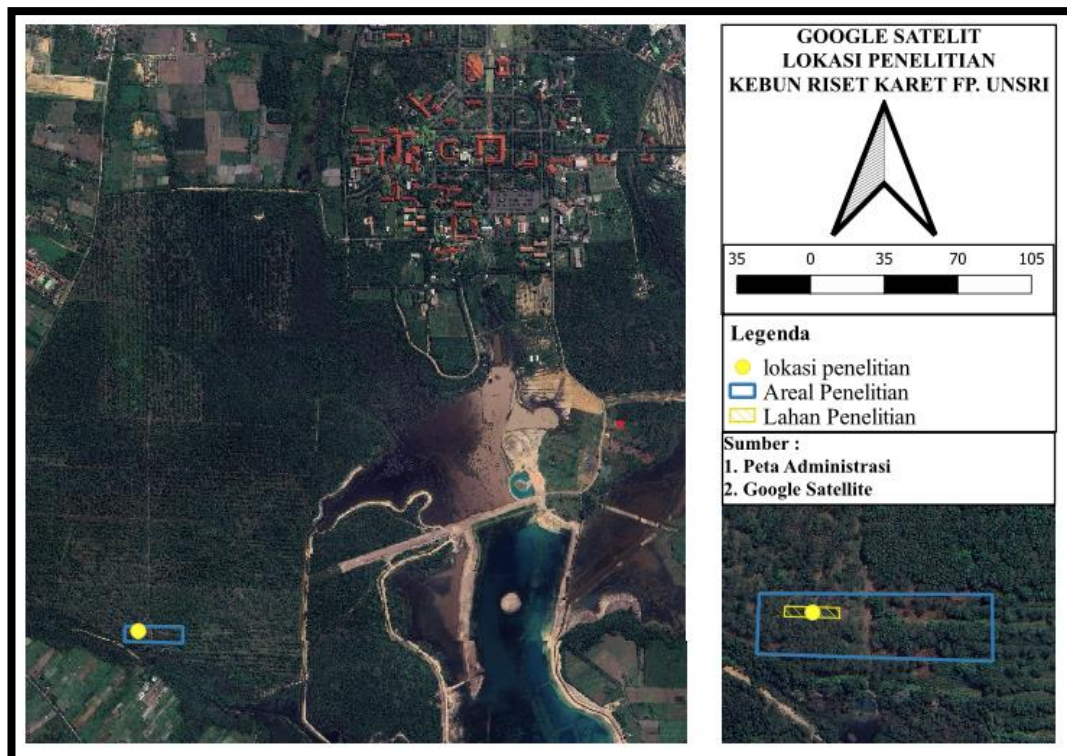 GOOGLE SATELIT
LOKASI PENELITIAN
KEBUN RISET KARET FP. UNSRI
35 0 35 70 105
Legenda
lokasi penelitian
Areal Penelitian
Lahan Penelitian
Sumber :
1. Peta Administrasi
2. Google Satellite